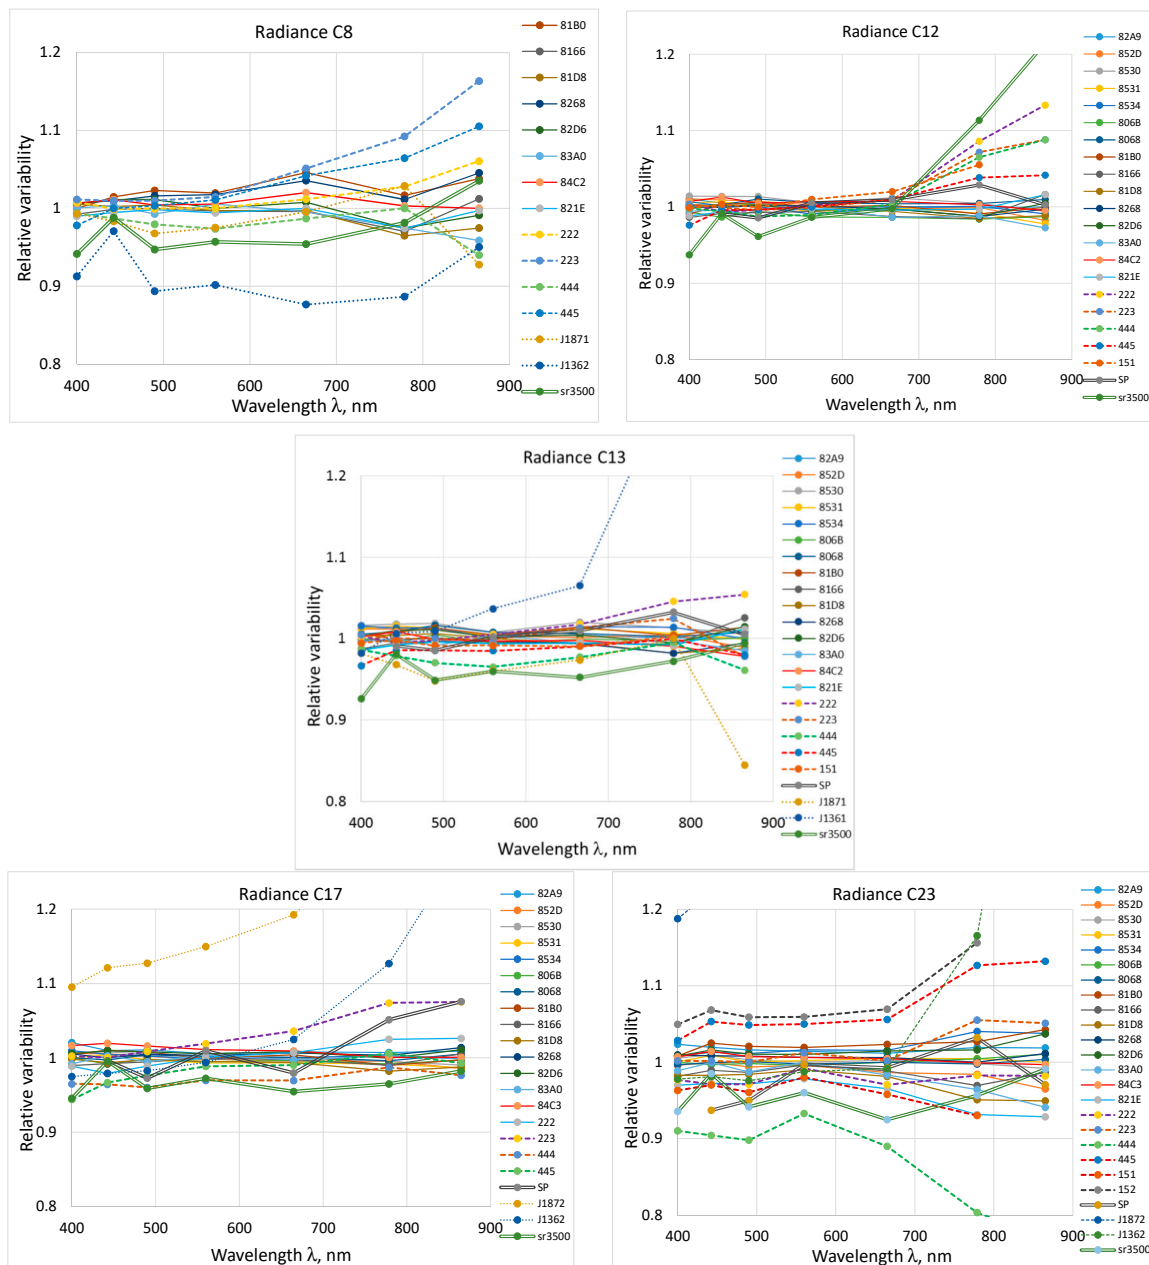 Radiance C8
1.2
1.1
1
0.9
0.8
400 500 600 700 800 900
Relative variability
Wavelength λ, nm
81B0
8166
81D8
8268
82D6
83A0
84C2
821E
222
223
444
445
J1871
J1362
sr3500
Radiance C12
1.2
1.1
1
0.9
0.8
400 500 600 700 800 900
Relative variability
Wavelength λ, nm
82A9
852D
8530
8531
8534
806B
8068
81B0
8166
81D8
8268
82D6
83A0
84C2
821E
222
223
444
445
151
SP
sr3500
Radiance C13
1.2
1.1
1
0.9
0.8
400 500 600 700 800 900
Relative variability
Wavelength λ, nm
82A9
852D
8530
8531
8534
806B
8068
81B0
8166
81D8
8268
82D6
83A0
84C2
821E
222
223
444
445
151
SP
J1871
J1361
sr3500
Radiance C17
1.2
1.1
1
0.9
0.8
400 500 600 700 800 900
Relative variability
Wavelength λ, nm
82A9
852D
8530
8531
8534
806B
8068
81B0
8166
81D8
8268
82D6
83A0
84C3
222
223
444
445
SP
J1872
J1362
sr3500
Radiance C23
1.2
1.1
1
0.9
0.8
400 500 600 700 800 900
Relative variability
Wavelength λ, nm
82A9
852D
8530
8531
8534
806B
8068
81B0
8166
81D8
8268
82D6
83A0
84C3
821E
222
223
444
445
151
152
SP
J1872
J1362
sr3500